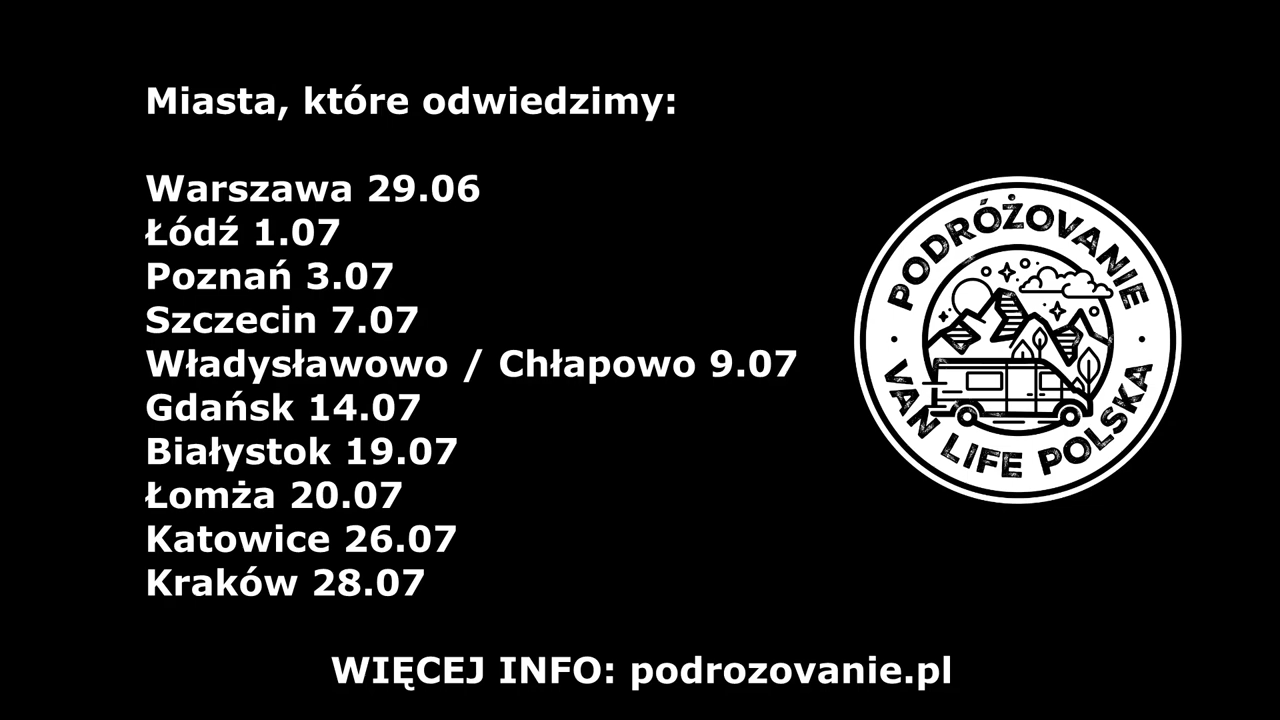 Miasta, które odwiedzimy:
Warszawa 29.06
Łódź 1.07
Poznań 3.07
Szczecin 7.07
Władysławowo / Chłapowo 9.07
Gdańsk 14.07
Białystok 19.07
Łomża 20.07
Katowice 26.07
Kraków 28.07
PODRÓŻOVANIE
VAN LIFE POLSKA
WIĘCEJ INFO: podrozovanie.pl